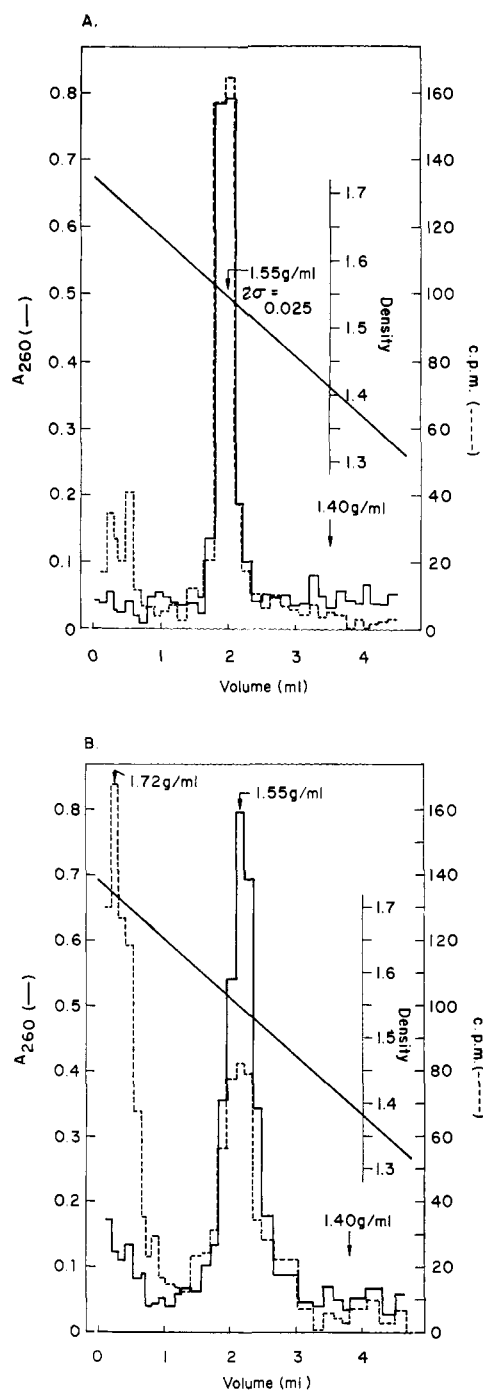 A.
0.8
0.7
0.6
0.5
0.4
0.3
0.2
0.1
0
A260 (—)
160
140
120
100
80
60
40
20
0
c.p.m. (----)
1.7
1.6
1.5
1.4
1.3
Density
1.55g/ml
2σ =
0.025
1.40g/ml
0 1 2 3 4
Volume (ml)
B.
0.8
0.7
0.6
0.5
0.4
0.3
0.2
0.1
0
A260 (—)
160
140
120
100
80
60
40
20
0
c.p.m. (----)
1.7
1.6
1.5
1.4
1.3
Density
1.72g/ml
1.55g/ml
1.40g/ml
0 1 2 3 4
Volume (ml)